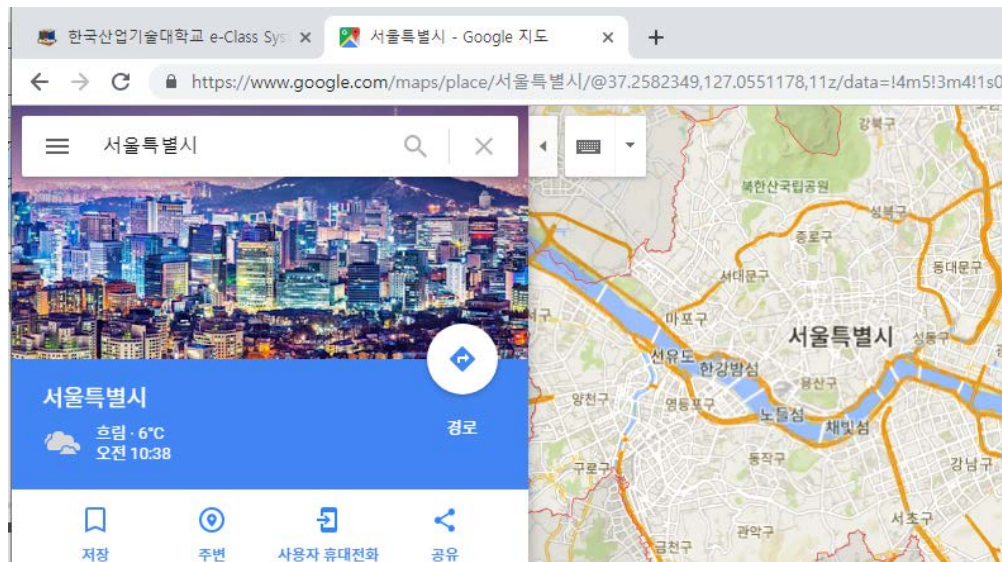 한국산업기술대학교 e-Class Sys
서울특별시 - Google 지도
https://www.google.com/maps/place/서울특별시/@37.2582349,127.0551178,11z/data=!4m5!3m4!1s0
서울특별시
서울특별시
흐림 · 6°C
오전 10:38
경로
저장
주변
사용자 휴대전화
공유
강북구
북한산국립공원
성북구
종로구
동대문구
서대문구
마포구
서울특별시
성동구
선유도
한강밤섬
용산구
양천구
영등포구
노들섬
채빛섬
동작구
강남구
구로구
서초구
관악구
금천구